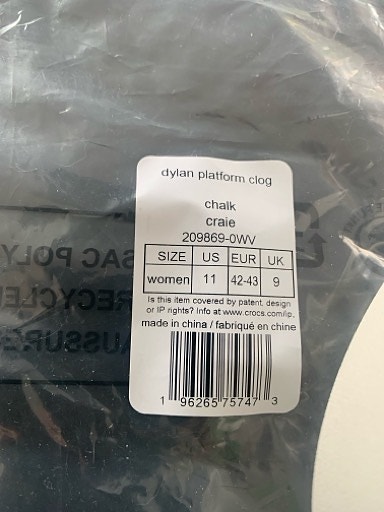 dylan platform clog
chalk
craie
209869-0WV
SIZE US EUR UK
women 11 42-43 9
Is this item covered by patent, design
or IP rights? Info at www.crocs.com/ip.
made in china / fabriqué en chine
1 96265 75747 3
SAC POLY
RECYCLE